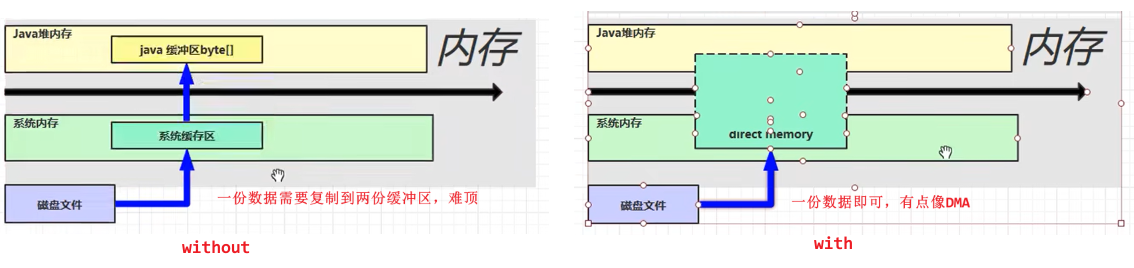 Java堆内存
java 缓冲区byte[]
内存
系统内存
系统缓存区
磁盘文件
一份数据需要复制到两份缓冲区，难顶
without
Java堆内存
内存
系统内存
direct memory
磁盘文件
一份数据即可，有点像DMA
with